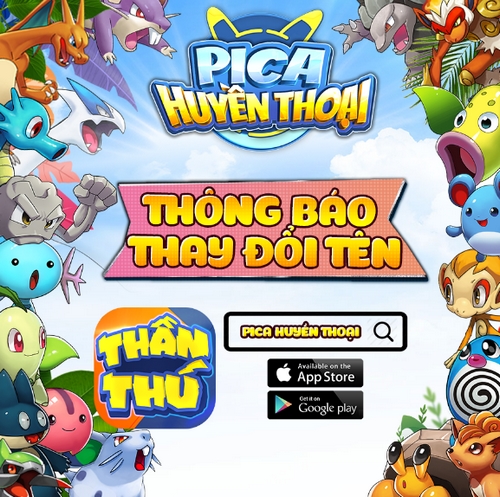 PICA
HUYỀN THOẠI
THÔNG BÁO
THAY ĐỔI TÊN
THẦN
THÚ
PICA HUYỀN THOẠI
Available on the
App Store
Get it on
Google play